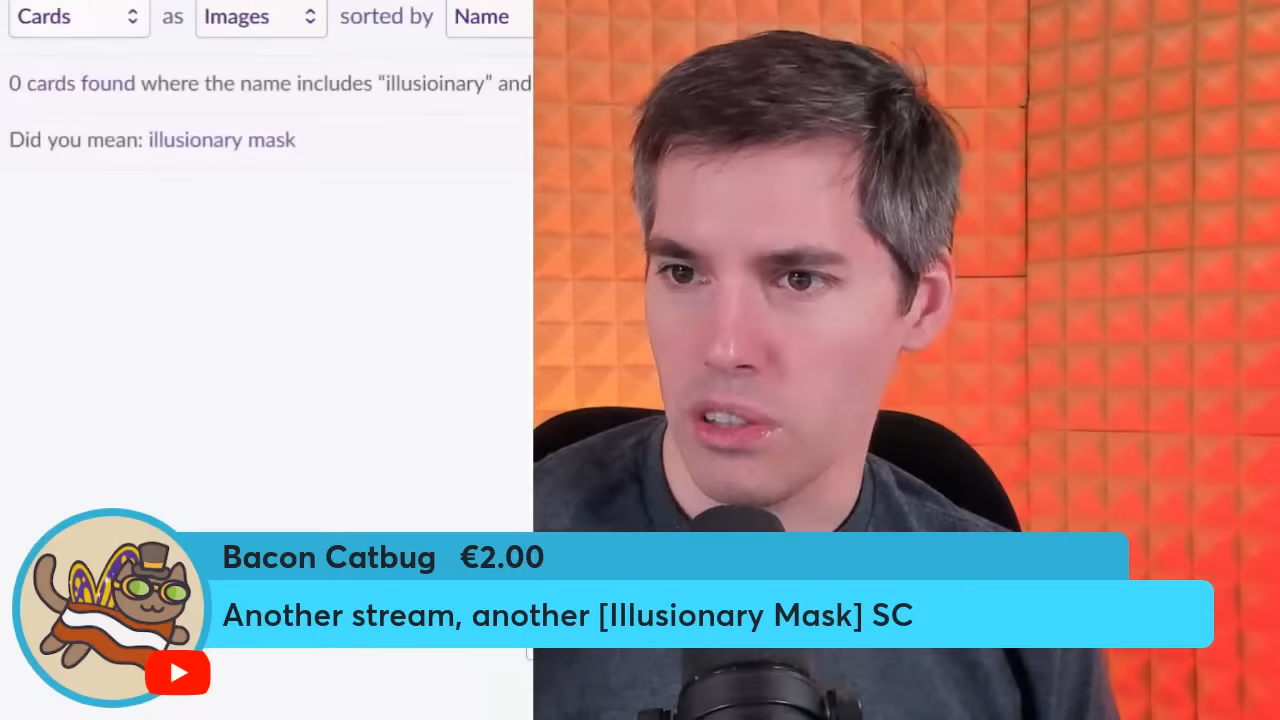 Cards as Images sorted by Name
0 cards found where the name includes “illusioinary” and
Did you mean: illusionary mask
Bacon Catbug €2.00
Another stream, another [Illusionary Mask] SC